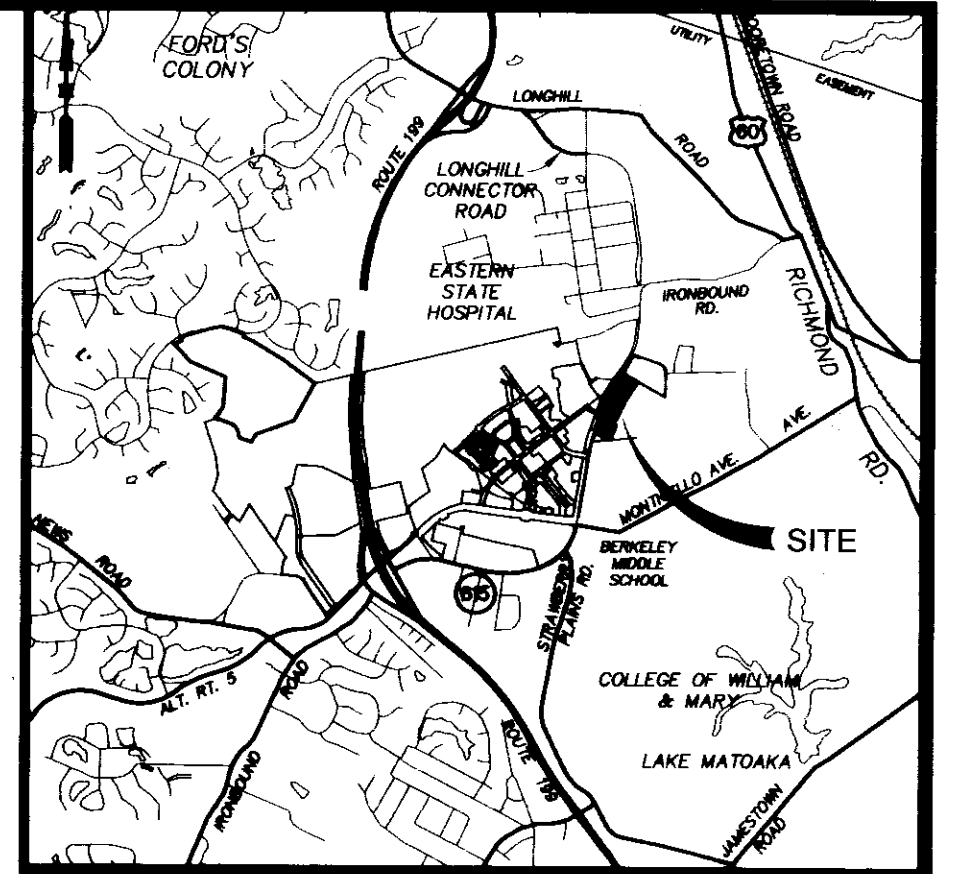 FORD'S
COLONY
UTILITY
EASEMENT
MOORETOWN ROAD
60
LONGHILL
ROAD
ROUTE 199
LONGHILL
CONNECTOR
ROAD
EASTERN
STATE
HOSPITAL
IRONBOUND
RD.
RICHMOND
RD.
MONTICELLO AVE.
SITE
NEWS
ROAD
BERKELEY
MIDDLE
SCHOOL
615
STRAWBERRY
PLAINS RD.
ALT. RT. 5
IRONBOUND
ROAD
ROUTE 199
COLLEGE OF WILLIAM
& MARY
LAKE MATOAKA
JAMESTOWN
ROAD